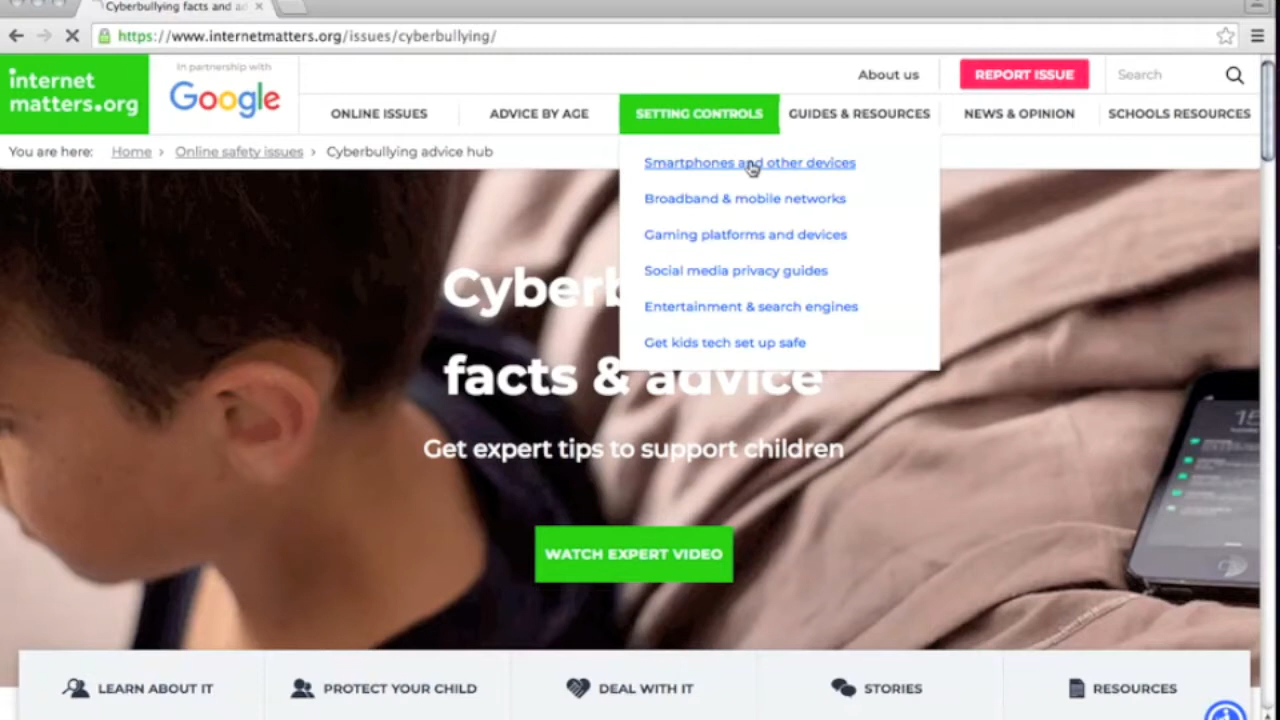 Cyberbullying facts and ad
https://www.internetmatters.org/issues/cyberbullying/
internet
matters.org
In partnership with
Google
About us
REPORT ISSUE
Search
ONLINE ISSUES
ADVICE BY AGE
SETTING CONTROLS
GUIDES & RESOURCES
NEWS & OPINION
SCHOOLS RESOURCES
You are here: Home › Online safety issues › Cyberbullying advice hub
Smartphones and other devices
Broadband & mobile networks
Gaming platforms and devices
Social media privacy guides
Entertainment & search engines
Get kids tech set up safe
Cyberb
facts & advice
Get expert tips to support children
WATCH EXPERT VIDEO
LEARN ABOUT IT
PROTECT YOUR CHILD
DEAL WITH IT
STORIES
RESOURCES